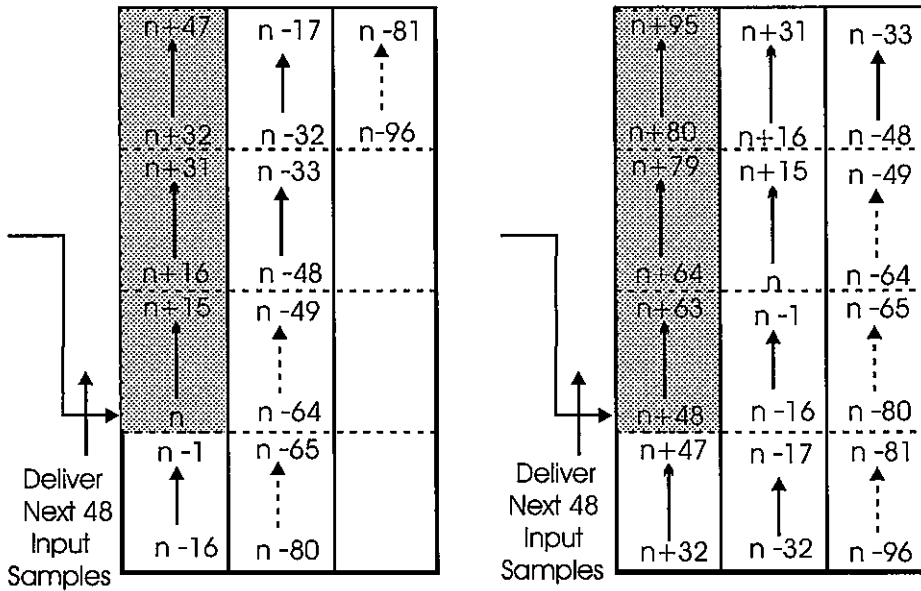 n+47 n -17 n -81
n+32 n -32 n-96
n+31 n -33
n+16 n -48
n+15 n -49
n n -64
n -1 n -65
n -16 n -80
Deliver
Next 48
Input
Samples
n+95 n+31 n -33
n+80 n+16 n -48
n+79 n+15 n -49
n+64 n n -64
n+63 n -1 n -65
n+48 n -16 n -80
n+47 n -17 n -81
n+32 n -32 n -96
Deliver
Next 48
Input
Samples